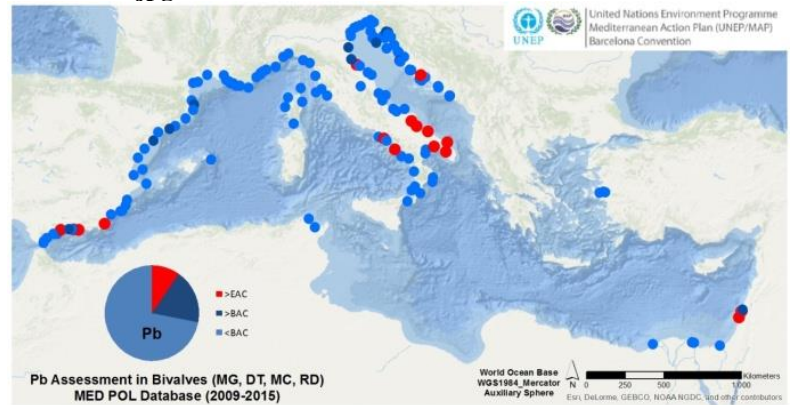 United Nations Environment Programme
Mediterranean Action Plan (UNEP/MAP)
Barcelona Convention
UNEP
>EAC
>BAC
<BAC
Pb
Pb Assessment in Bivalves (MG, DT, MC, RD)
MED POL Database (2009-2015)
World Ocean Base
WGS1984_Mercator
Auxiliary Sphere
N
Kilometers
0 250 500 1,000
Esri, DeLorme, GEBCO, NOAA NGDC, and other contributors